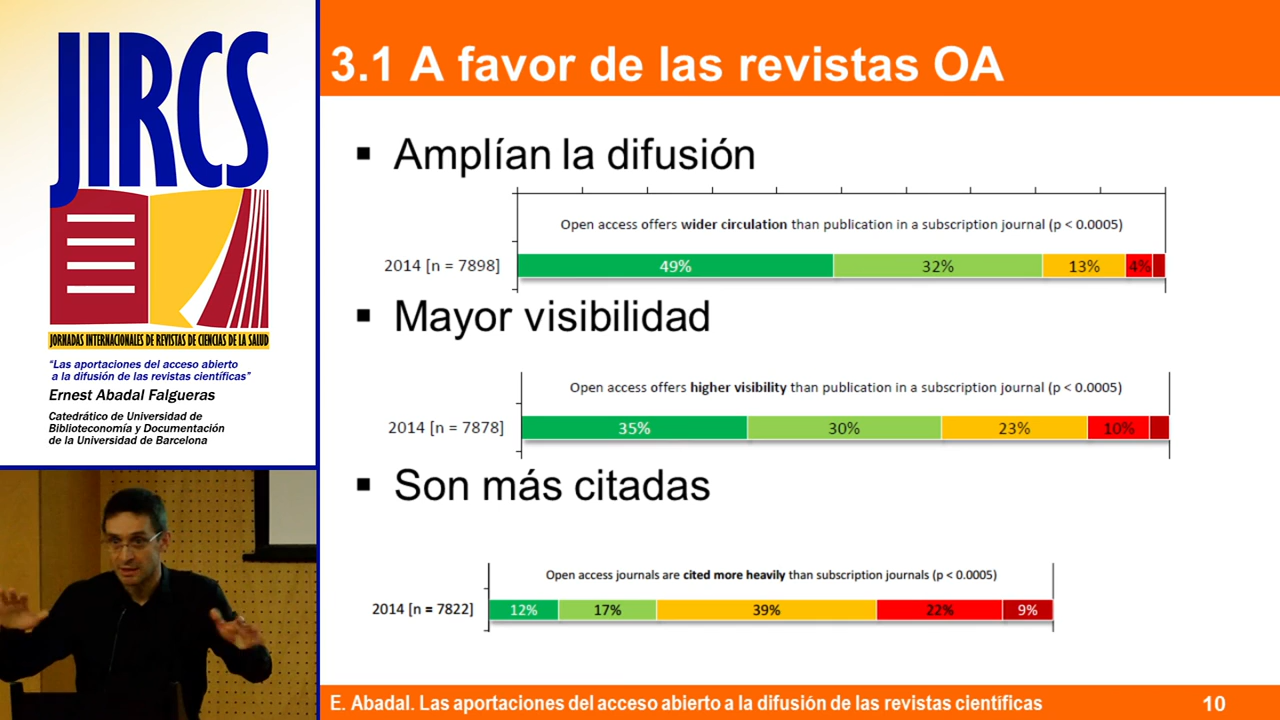 JIRCS
JORNADAS INTERNACIONALES DE REVISTAS DE CIENCIAS DE LA SALUD
“Las aportaciones del acceso abierto
a la difusión de las revistas científicas”
Ernest Abadal Falgueras
Catedrático de Universidad de
Biblioteconomía y Documentación
de la Universidad de Barcelona
3.1 A favor de las revistas OA
▪ Amplían la difusión
Open access offers wider circulation than publication in a subscription journal (p < 0.0005)
2014 [n = 7898] 49% 32% 13% 4%
▪ Mayor visibilidad
Open access offers higher visibility than publication in a subscription journal (p < 0.0005)
2014 [n = 7878] 35% 30% 23% 10%
▪ Son más citadas
Open access journals are cited more heavily than subscription journals (p < 0.0005)
2014 [n = 7822] 12% 17% 39% 22% 9%
E. Abadal. Las aportaciones del acceso abierto a la difusión de las revistas científicas 10